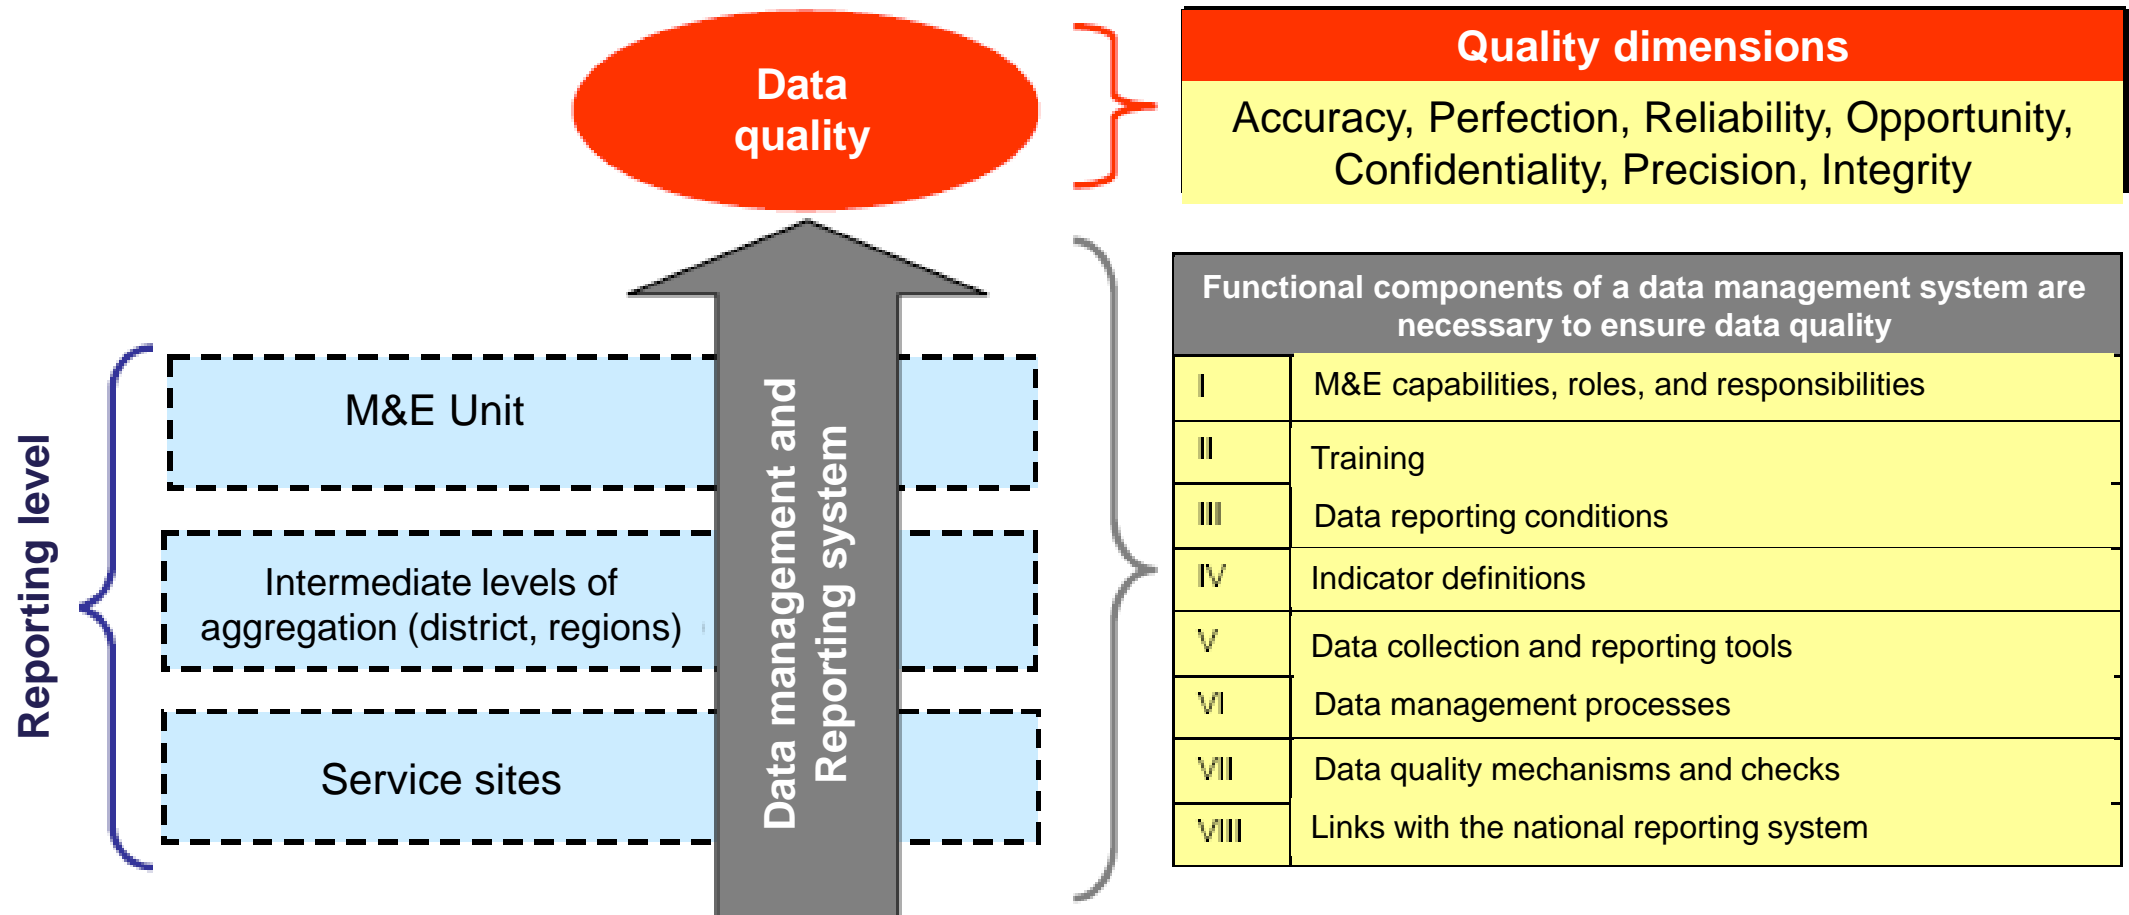 Data
quality
Quality dimensions
Accuracy, Perfection, Reliability, Opportunity,
Confidentiality, Precision, Integrity
Reporting level
M&E Unit
Intermediate levels of
aggregation (district, regions)
Service sites
Data management and
Reporting system
Functional components of a data management system are
necessary to ensure data quality
I M&E capabilities, roles, and responsibilities
II Training
III Data reporting conditions
IV Indicator definitions
V Data collection and reporting tools
VI Data management processes
VII Data quality mechanisms and checks
VIII Links with the national reporting system